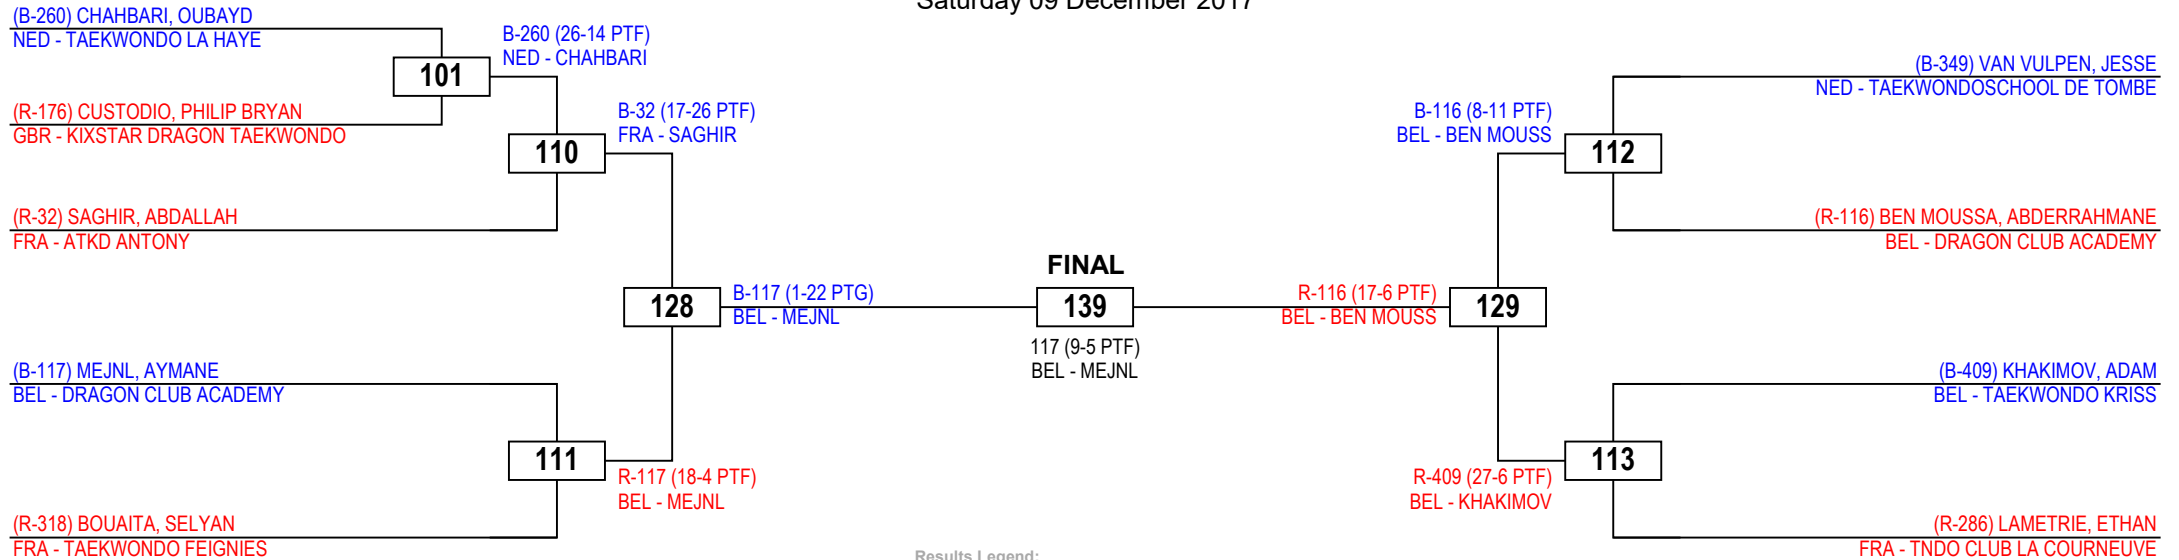 Saturday 09 December 2017
(B-260) CHAHBARI, OUBAYD
NED - TAEKWONDO LA HAYE
B-260 (26-14 PTF)
NED - CHAHBARI
101
(R-176) CUSTODIO, PHILIP BRYAN
GBR - KIXSTAR DRAGON TAEKWONDO
B-32 (17-26 PTF)
FRA - SAGHIR
110
(R-32) SAGHIR, ABDALLAH
FRA - ATKD ANTONY
128
B-117 (1-22 PTG)
BEL - MEJNL
(B-117) MEJNL, AYMANE
BEL - DRAGON CLUB ACADEMY
111
R-117 (18-4 PTF)
BEL - MEJNL
(R-318) BOUAITA, SELYAN
FRA - TAEKWONDO FEIGNIES
FINAL
139
117 (9-5 PTF)
BEL - MEJNL
(B-349) VAN VULPEN, JESSE
NED - TAEKWONDOSCHOOL DE TOMBE
B-116 (8-11 PTF)
BEL - BEN MOUSS
112
(R-116) BEN MOUSSA, ABDERRAHMANE
BEL - DRAGON CLUB ACADEMY
R-116 (17-6 PTF)
BEL - BEN MOUSS
129
(B-409) KHAKIMOV, ADAM
BEL - TAEKWONDO KRISS
113
R-409 (27-6 PTF)
BEL - KHAKIMOV
(R-286) LAMETRIE, ETHAN
FRA - TNDO CLUB LA COURNEUVE
Results Legend: